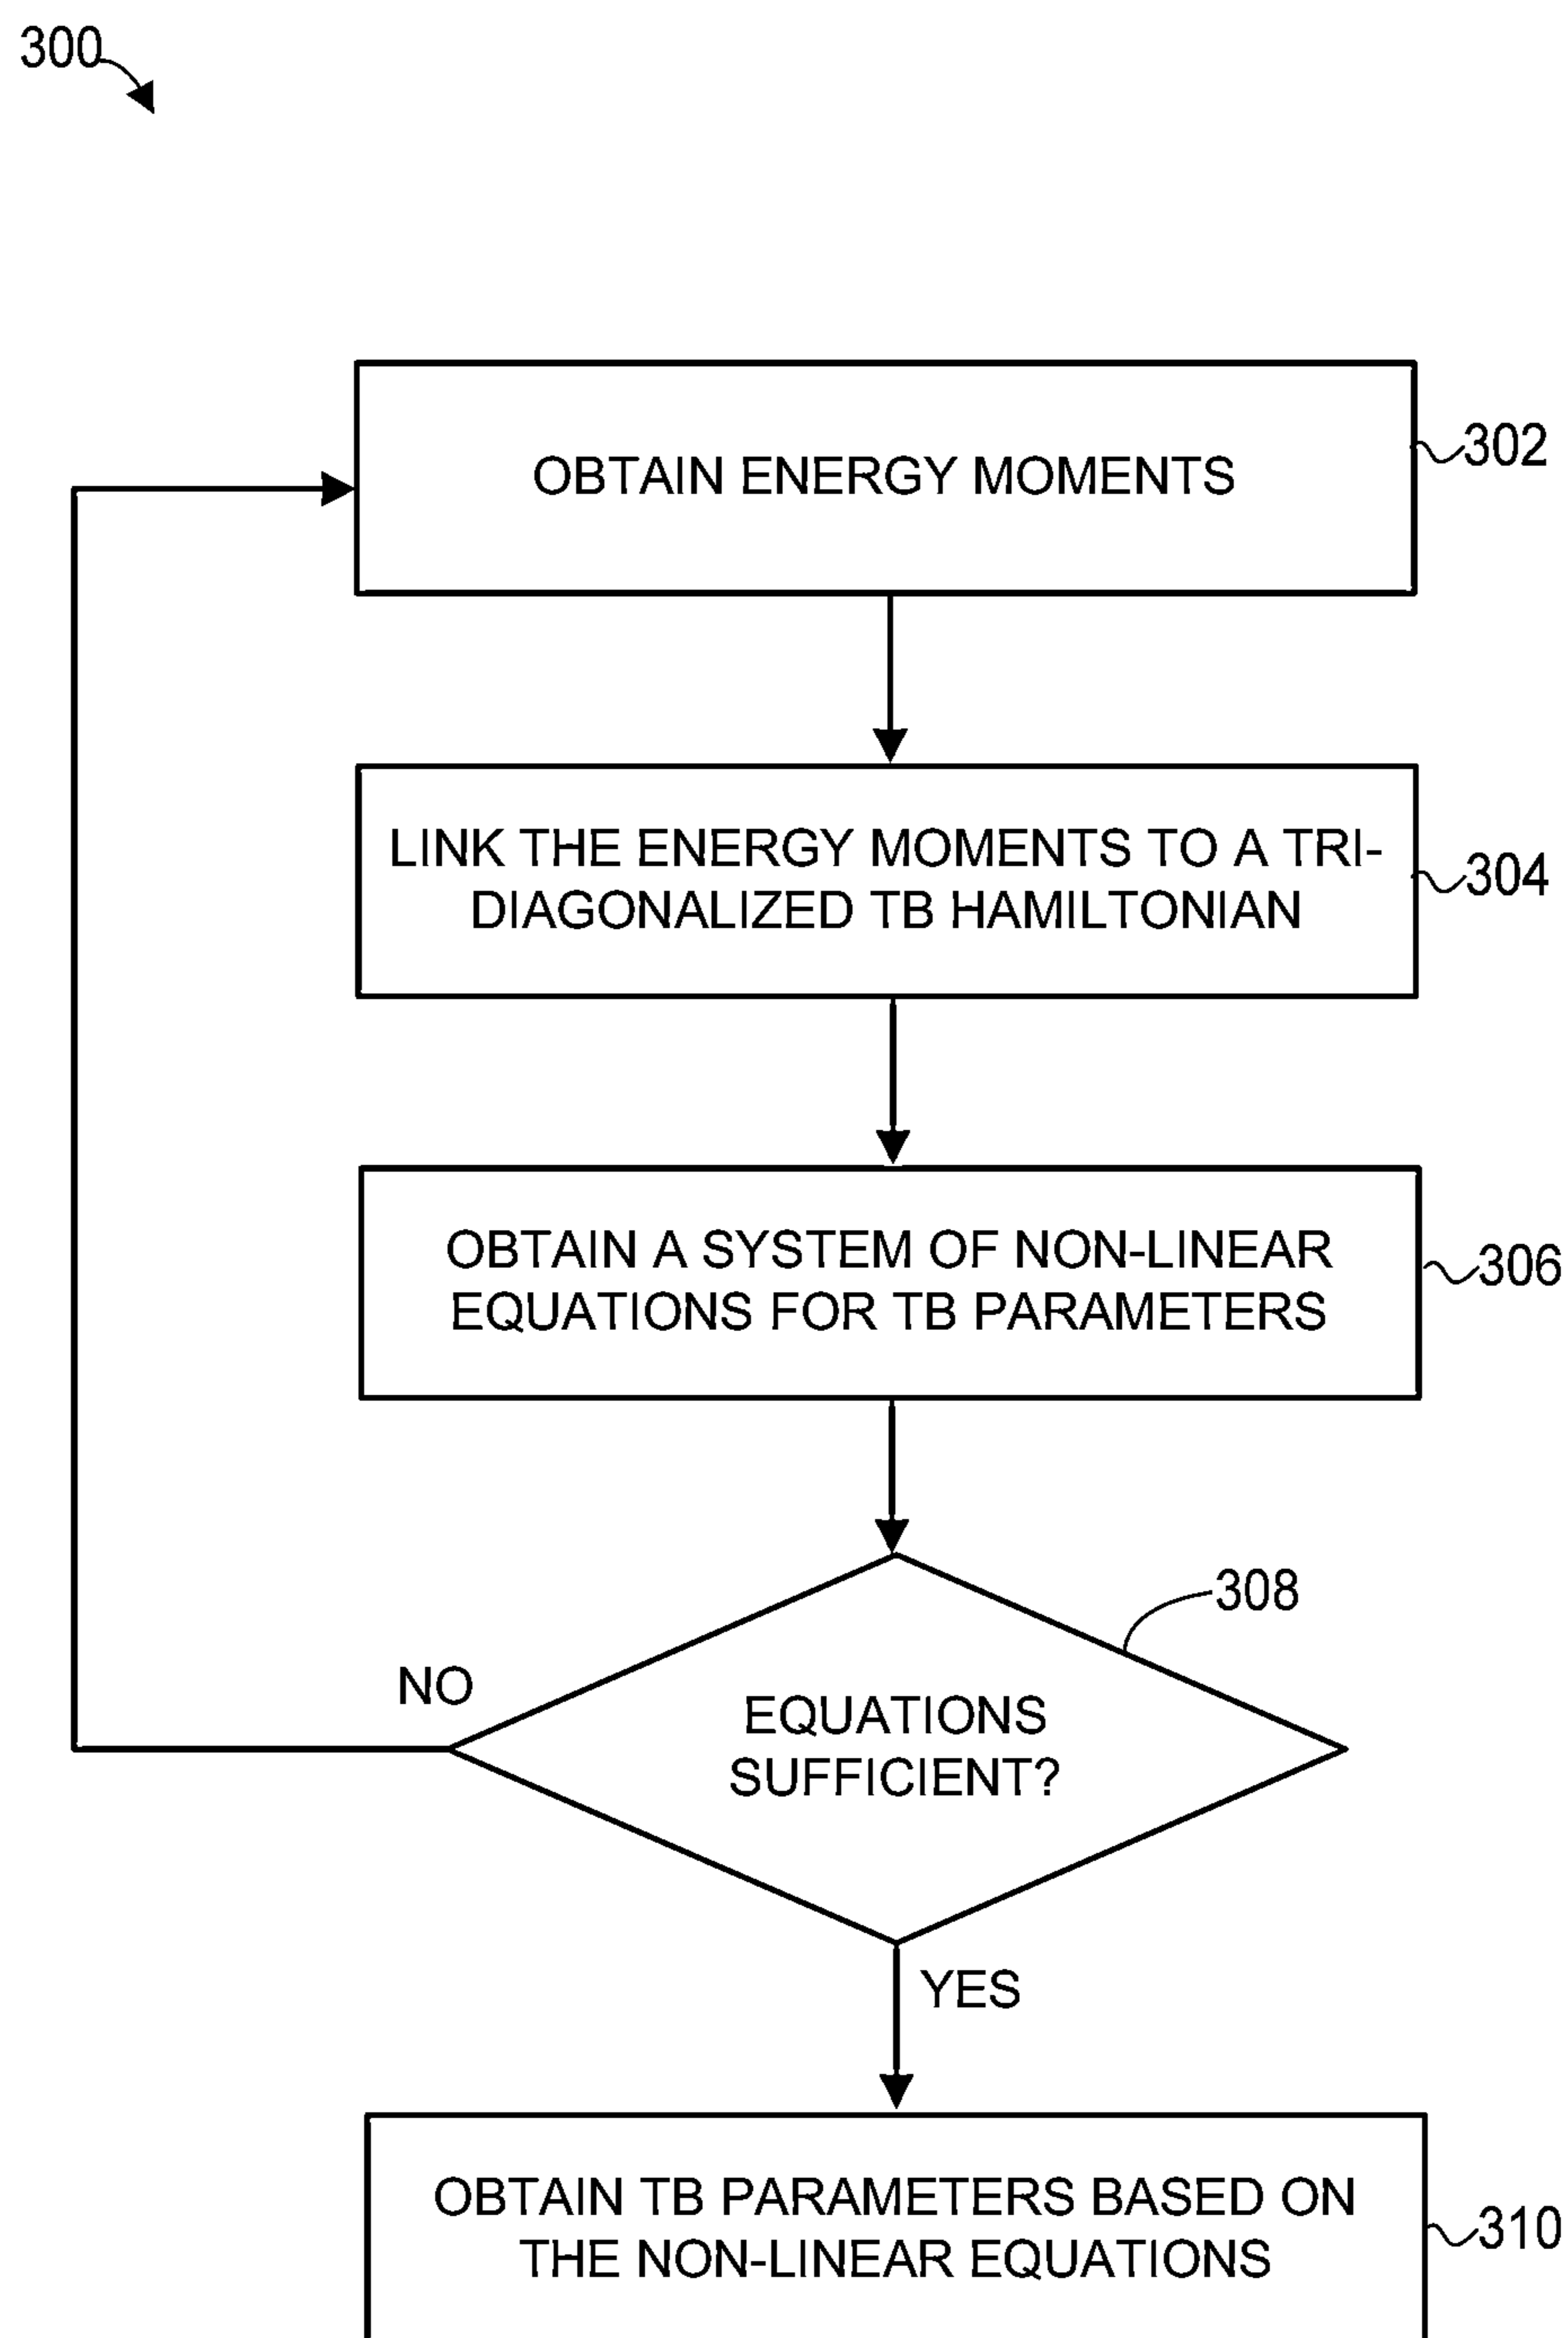 300
OBTAIN ENERGY MOMENTS
302
LINK THE ENERGY MOMENTS TO A TRI-
DIAGONALIZED TB HAMILTONIAN
304
OBTAIN A SYSTEM OF NON-LINEAR
EQUATIONS FOR TB PARAMETERS
306
308
NO
EQUATIONS
SUFFICIENT?
YES
OBTAIN TB PARAMETERS BASED ON
THE NON-LINEAR EQUATIONS
310